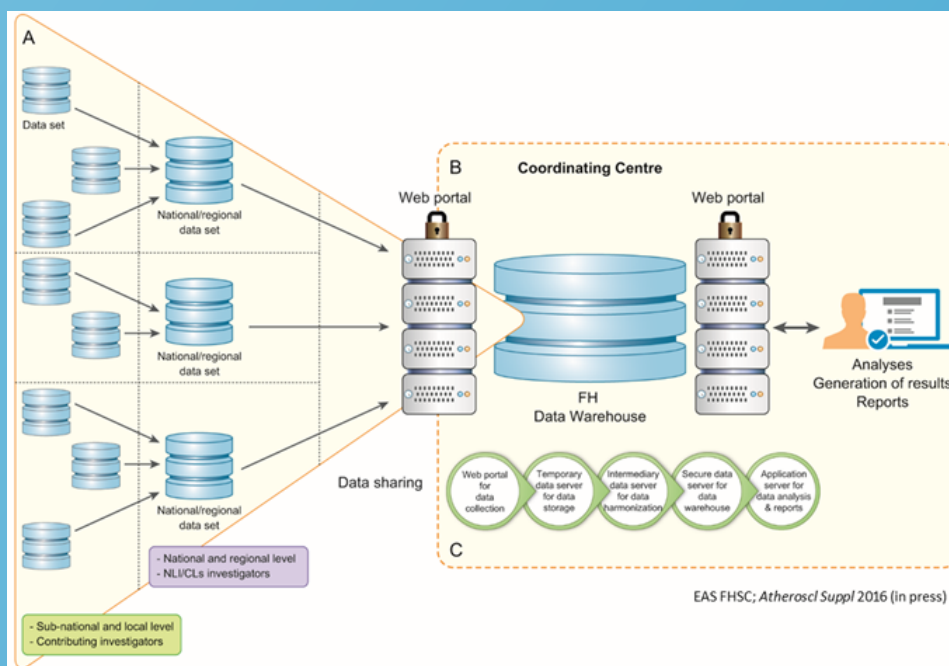 A
Data set
National/regional
data set
National/regional
data set
National/regional
data set
- National and regional level
- NLI/CLs investigators
- Sub-national and local level
- Contributing investigators
Data sharing
B
Coordinating Centre
Web portal
Web portal
FH
Data Warehouse
Analyses
Generation of results
Reports
Web portal
for
data
collection
Temporary
data server
for data
storage
Intermediary
data server
for data
harmonization
Secure data
server for
data
warehouse
Application
server for
data analysis
& reports
C
EAS FHSC; Atheroscl Suppl 2016 (in press)